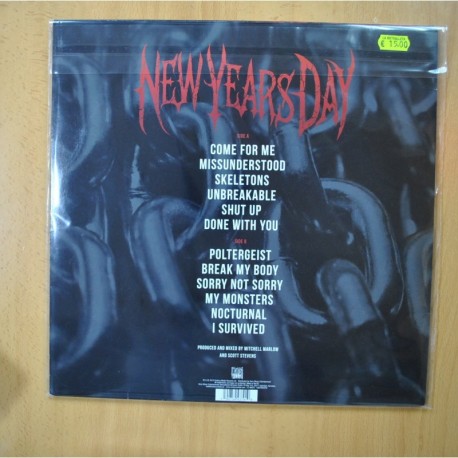 € 15.00
NEW YEARS DAY
SIDE A
COME FOR ME
MISSUNDERSTOOD
SKELETONS
UNBREAKABLE
SHUT UP
DONE WITH YOU
POLTERGEIST
BREAK MY BODY
SORRY NOT SORRY
MY MONSTERS
NOCTURNAL
I SURVIVED
PRODUCED AND MIXED BY MITCHELL MARLOW
AND SCOTT STEVENS